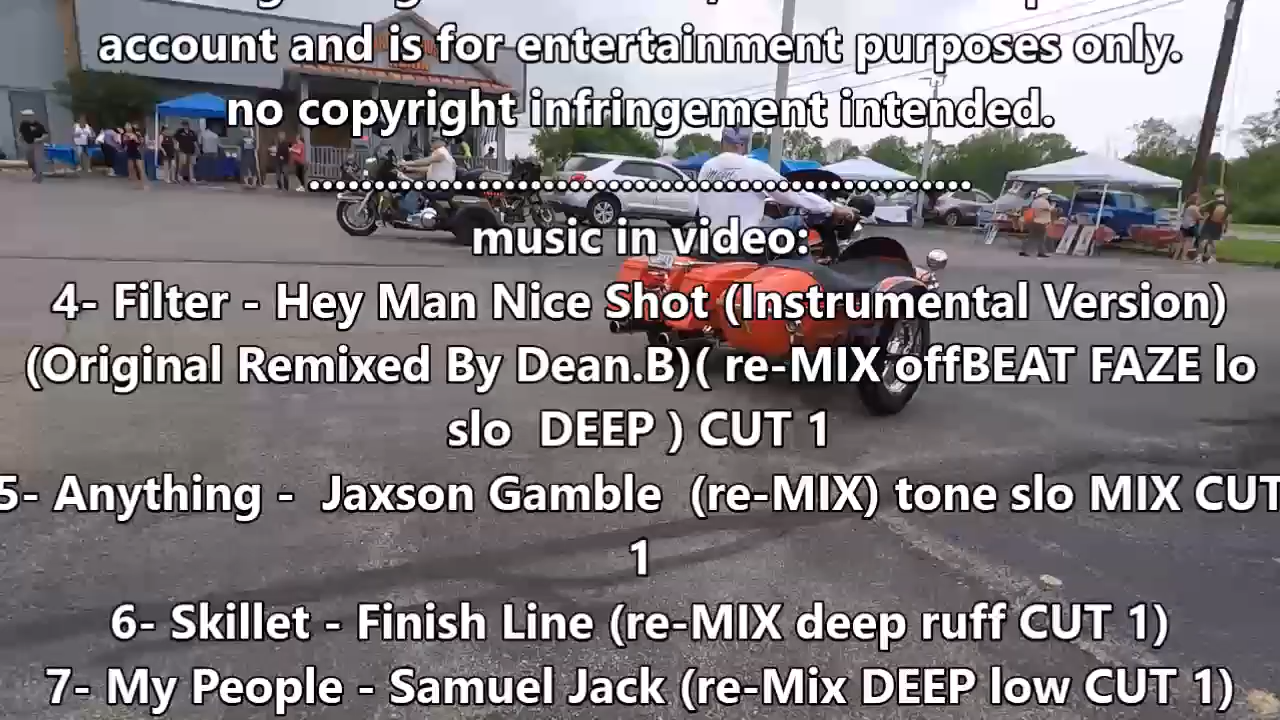 account and is for entertainment purposes only.
no copyright infringement intended.
music in video:
4- Filter - Hey Man Nice Shot (Instrumental Version)
(Original Remixed By Dean.B)( re-MIX offBEAT FAZE lo
slo DEEP ) CUT 1
5- Anything - Jaxson Gamble (re-MIX) tone slo MIX CUT
1
6- Skillet - Finish Line (re-MIX deep ruff CUT 1)
7- My People - Samuel Jack (re-Mix DEEP low CUT 1)